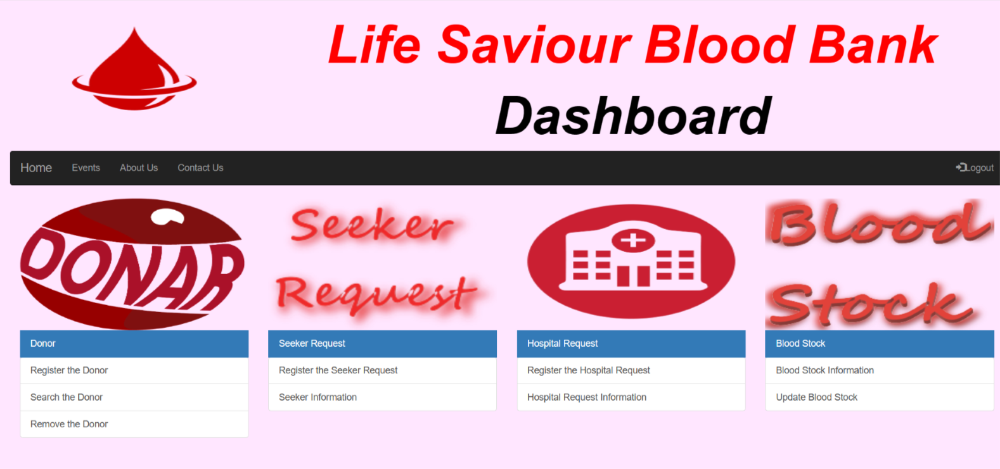 Life Saviour Blood Bank
Dashboard
Home Events About Us Contact Us Logout
DONAR
Seeker
Request
Blood
Stock
Donor
Register the Donor
Search the Donor
Remove the Donor
Seeker Request
Register the Seeker Request
Seeker Information
Hospital Request
Register the Hospital Request
Hospital Request Information
Blood Stock
Blood Stock Information
Update Blood Stock